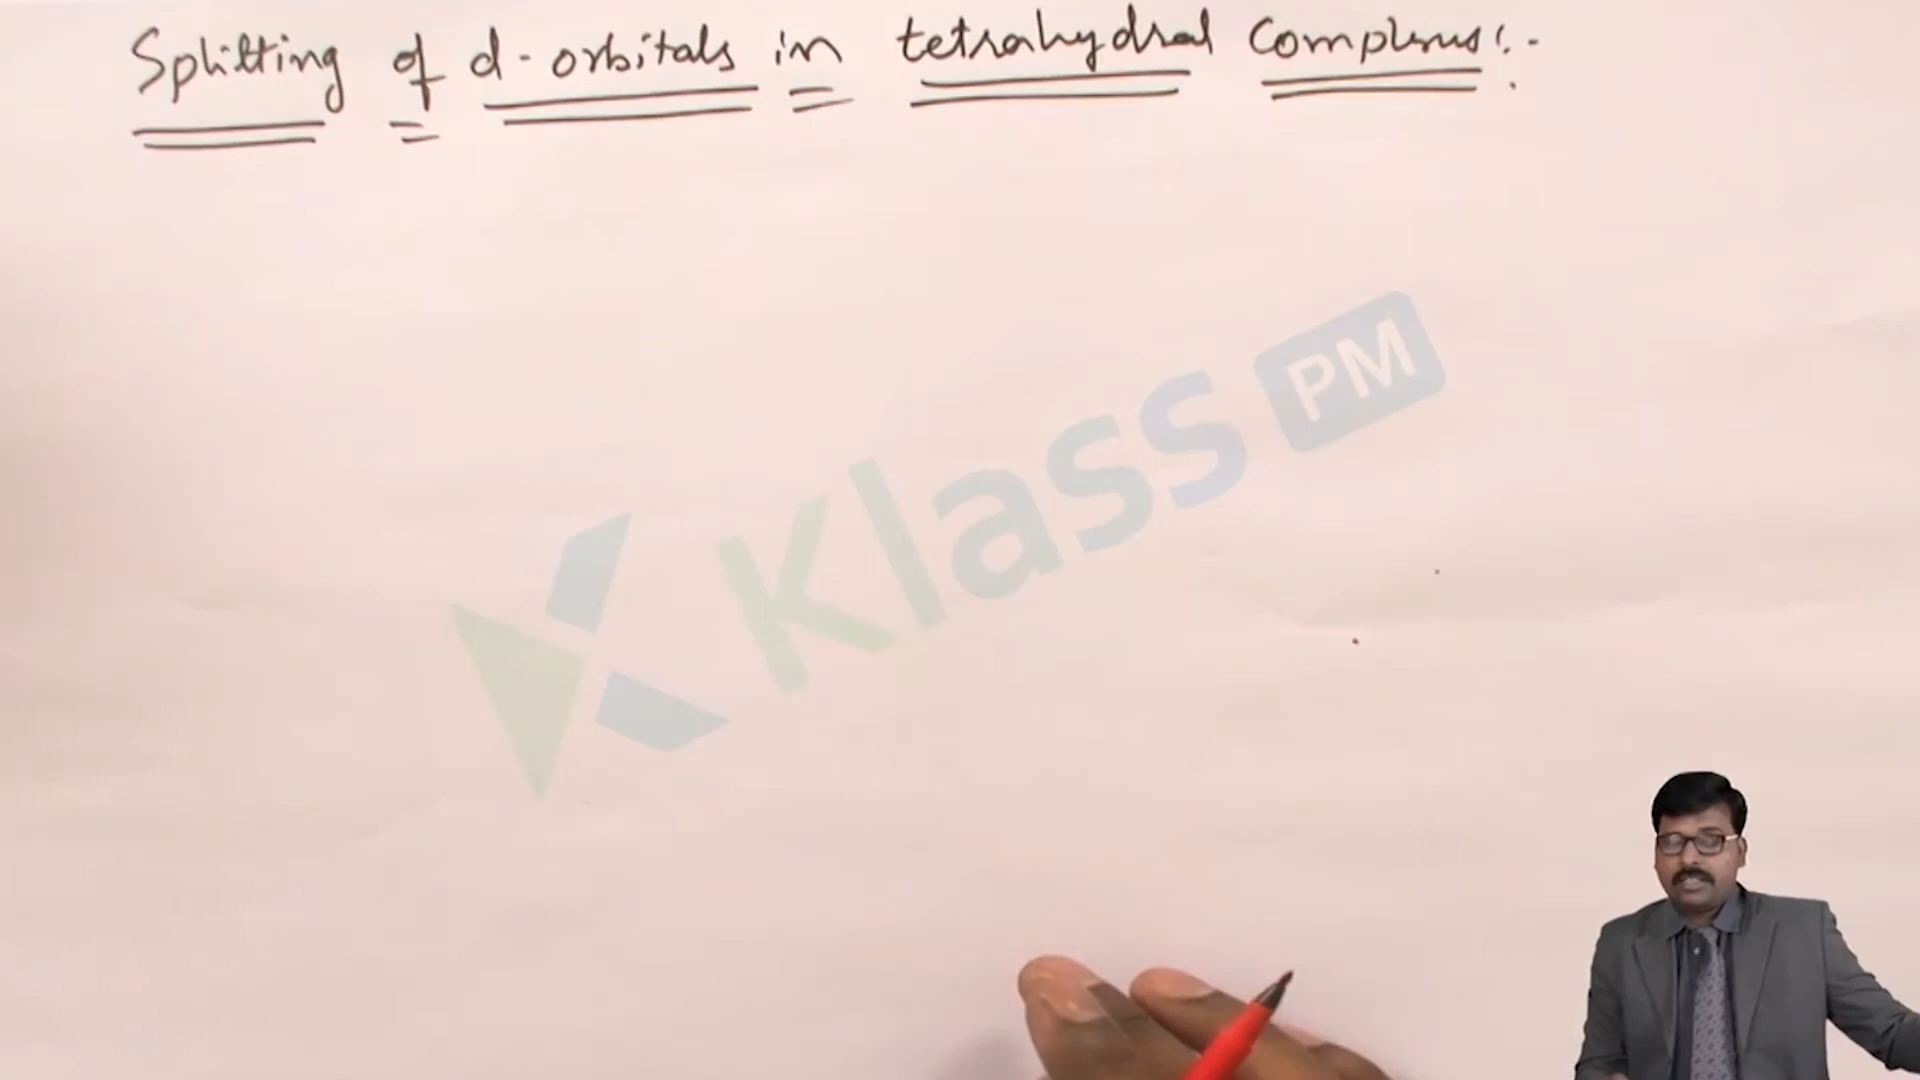 Splitting of d-orbitals in tetrahydral Complexes:-
Klass PM